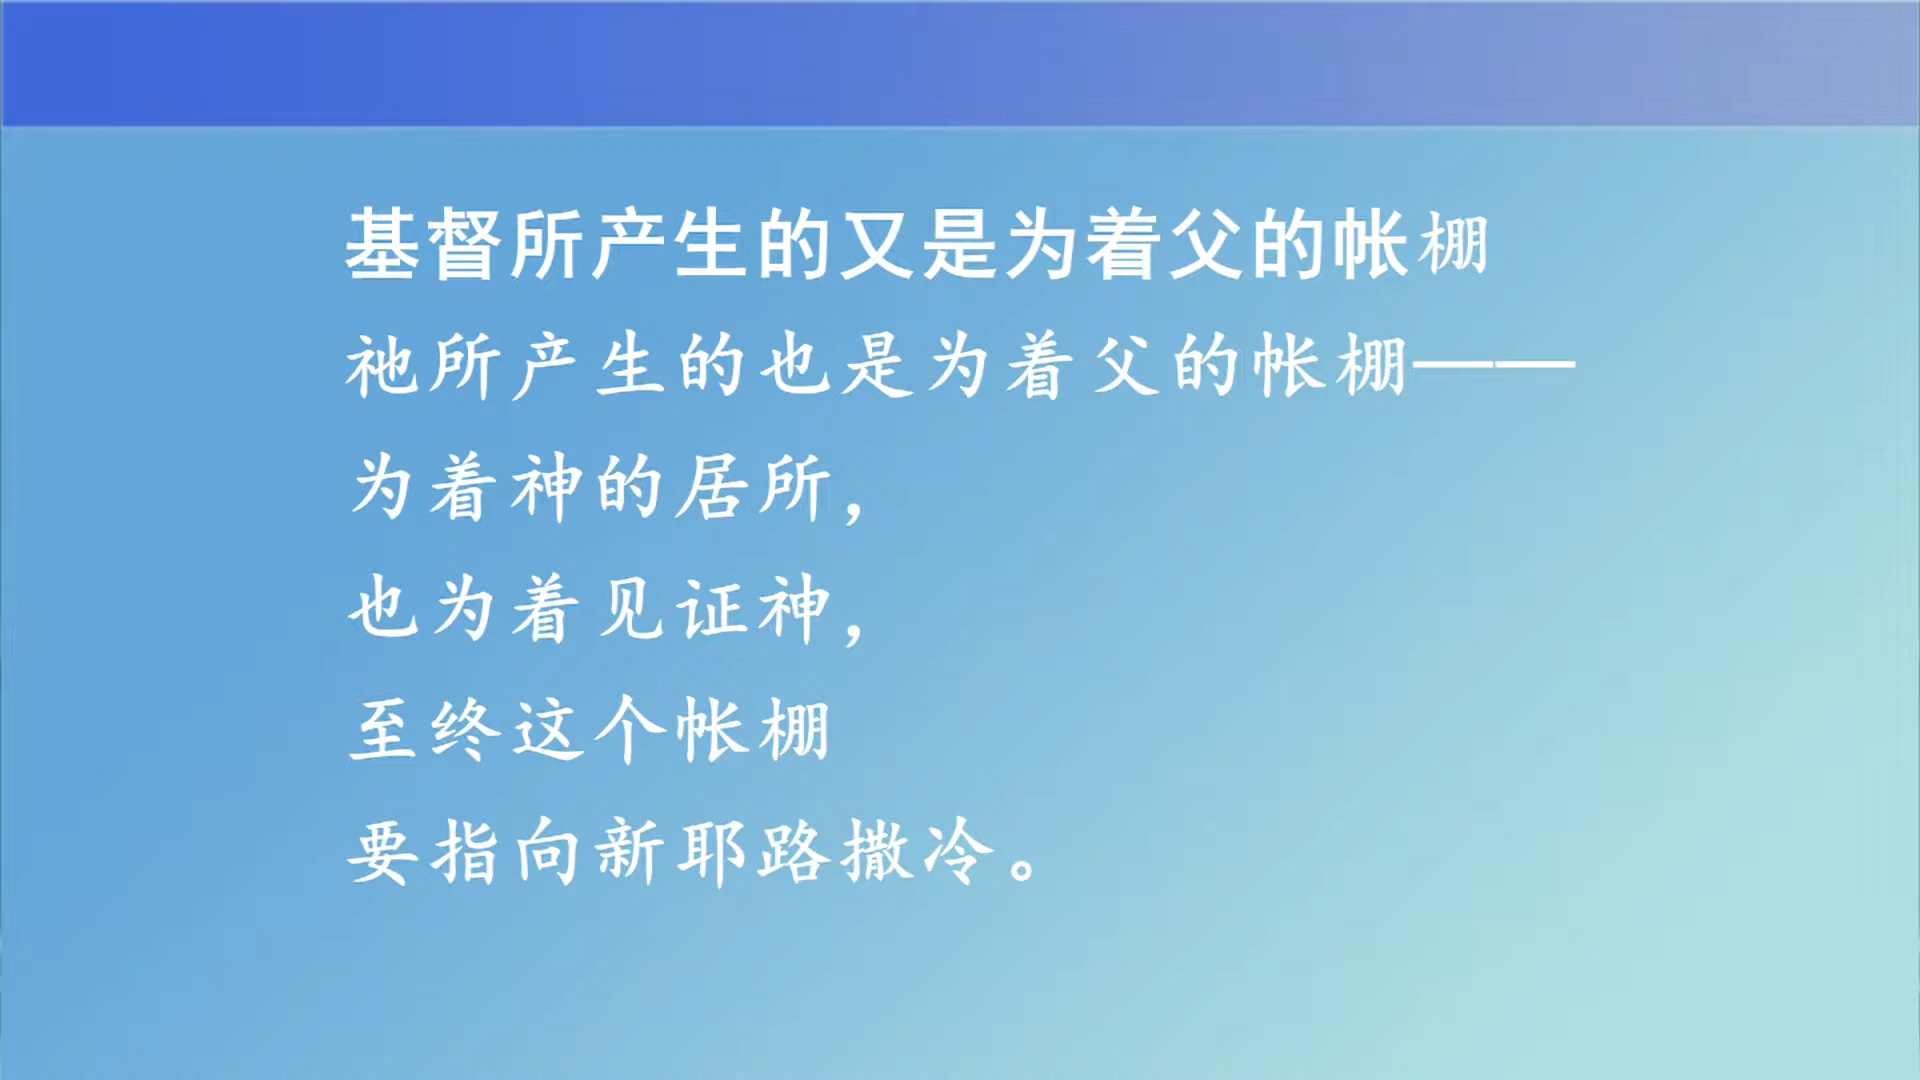 基督所产生的又是为着父的帐棚
祂所产生的也是为着父的帐棚——
为着神的居所，
也为着见证神，
至终这个帐棚
要指向新耶路撒冷。